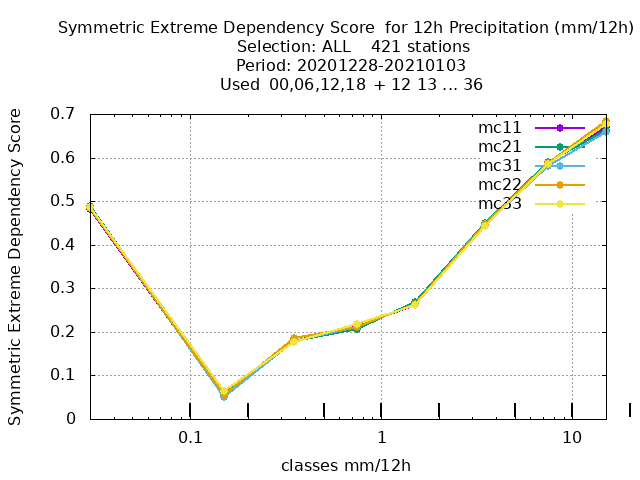 Symmetric Extreme Dependency Score  for 12h Precipitation (mm/12h)
Selection: ALL    421 stations
Period: 20201228-20210103
Used  00,06,12,18  + 12 13 ... 36
Symmetric Extreme Dependency Score
0.7
0.6
0.5
0.4
0.3
0.2
0.1
0
mc11
mc21
mc31
mc22
mc33
0.1
1
10
classes mm/12h